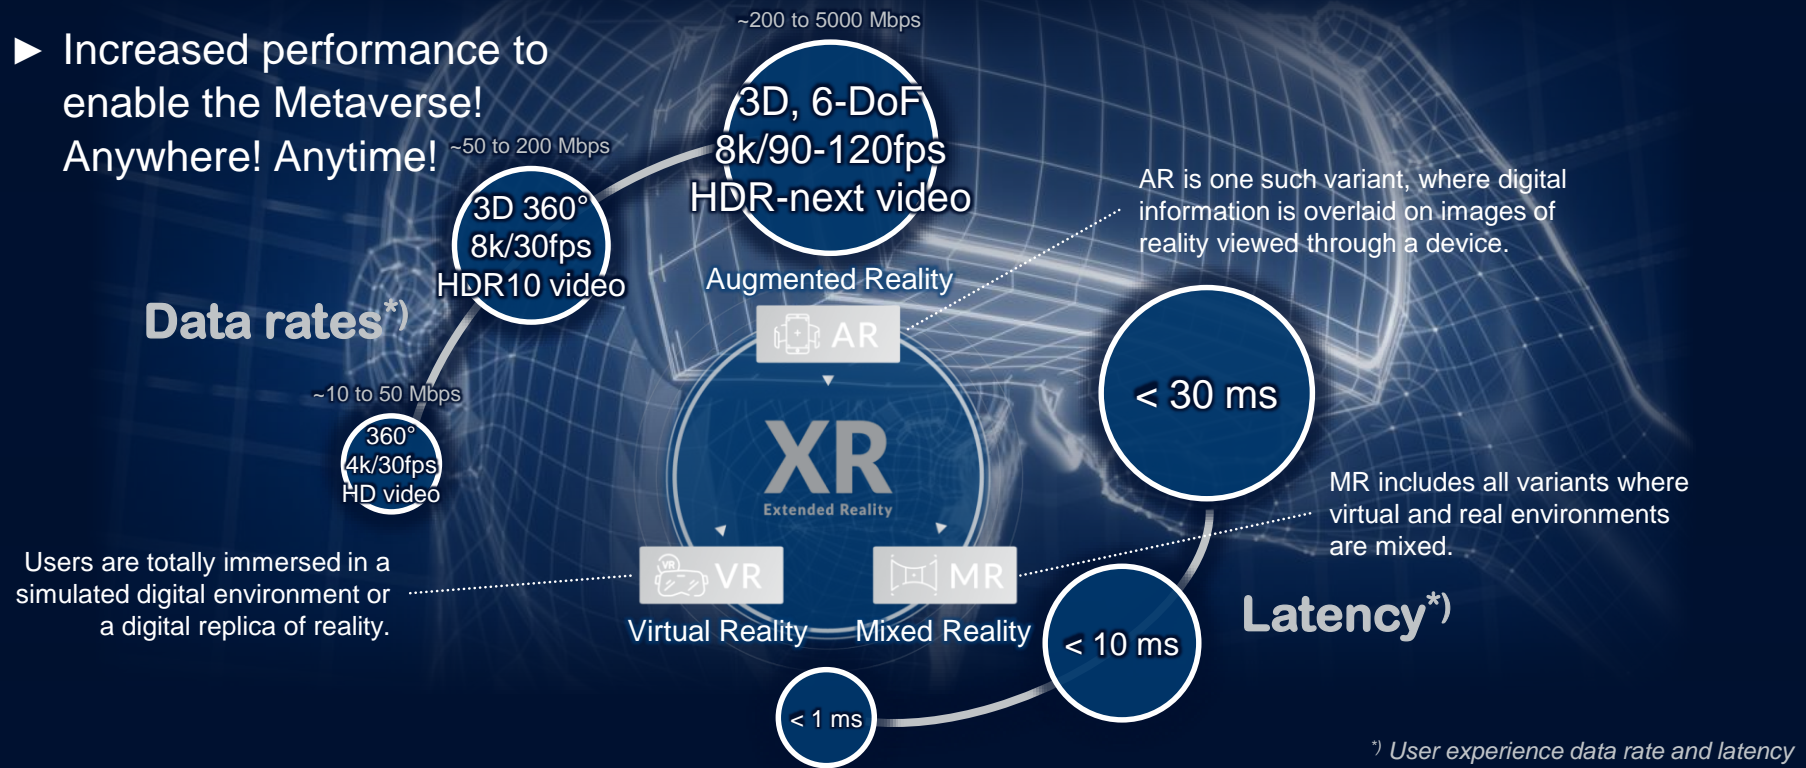 ► Increased performance to
enable the Metaverse!
Anywhere! Anytime!
~200 to 5000 Mbps
3D, 6-DoF
8k/90-120fps
HDR-next video
~50 to 200 Mbps
3D 360°
8k/30fps
HDR10 video
Data rates*)
~10 to 50 Mbps
360°
4k/30fps
HD video
Augmented Reality
AR
AR is one such variant, where digital
information is overlaid on images of
reality viewed through a device.
XR
Extended Reality
< 30 ms
MR includes all variants where
virtual and real environments
are mixed.
Users are totally immersed in a
simulated digital environment or
a digital replica of reality.
VR
VR
Virtual Reality
MR
Mixed Reality
< 10 ms
Latency*)
< 1 ms
*) User experience data rate and latency